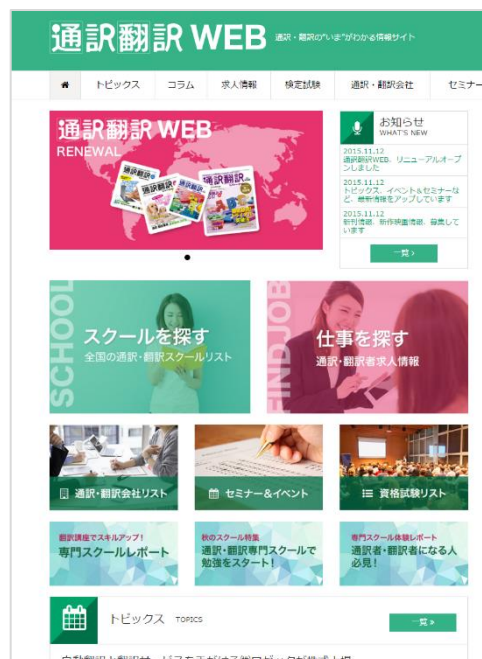 通訳翻訳 WEB
通訳・翻訳の"いま"がわかる情報サイト
トピックス
コラム
求人情報
検定試験
通訳・翻訳会社
セミナー
通訳翻訳 WEB
RENEWAL
お知らせ
WHAT'S NEW
2015.11.12
通訳翻訳WEB、リニューアルオープ
ンしました
2015.11.12
トピックス、イベント&セミナーな
ど、最新情報をアップしています
2015.11.12
新刊情報、新作映画情報、募集して
います
一覧 ›
SCHOOL
スクールを探す
全国の通訳・翻訳スクールリスト
FINDJOB
仕事を探す
通訳・翻訳者求人情報
通訳・翻訳会社リスト
セミナー&イベント
資格試験リスト
翻訳講座でスキルアップ！
専門スクールレポート
秋のスクール特集
通訳・翻訳専門スクールで
勉強をスタート！
専門スクール体験レポート
通訳者・翻訳者になる人
必見！
トピックス TOPICS
一覧 »